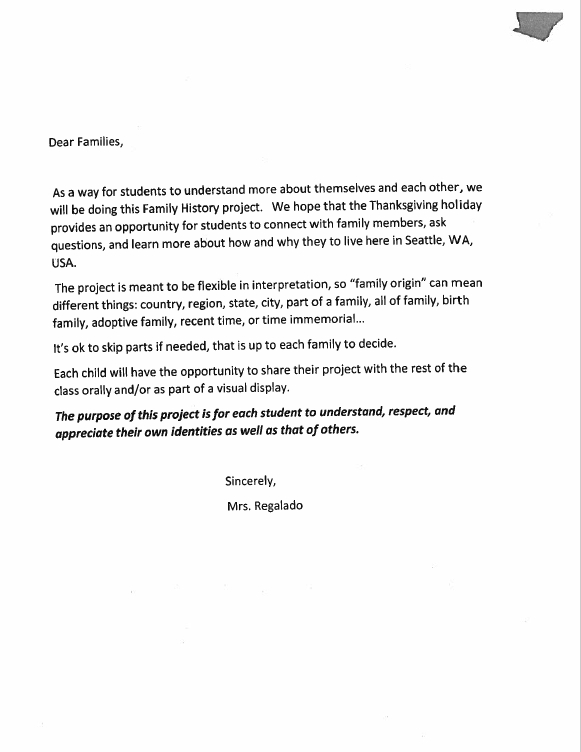 Dear Families,
As a way for students to understand more about themselves and each other, we
will be doing this Family History project. We hope that the Thanksgiving holiday
provides an opportunity for students to connect with family members, ask
questions, and learn more about how and why they to live here in Seattle, WA,
USA.
The project is meant to be flexible in interpretation, so "family origin" can mean
different things: country, region, state, city, part of a family, all of family, birth
family, adoptive family, recent time, or time immemorial...
It's ok to skip parts if needed, that is up to each family to decide.
Each child will have the opportunity to share their project with the rest of the
class orally and/or as part of a visual display.
The purpose of this project is for each student to understand, respect, and
appreciate their own identities as well as that of others.
Sincerely,
Mrs. Regalado